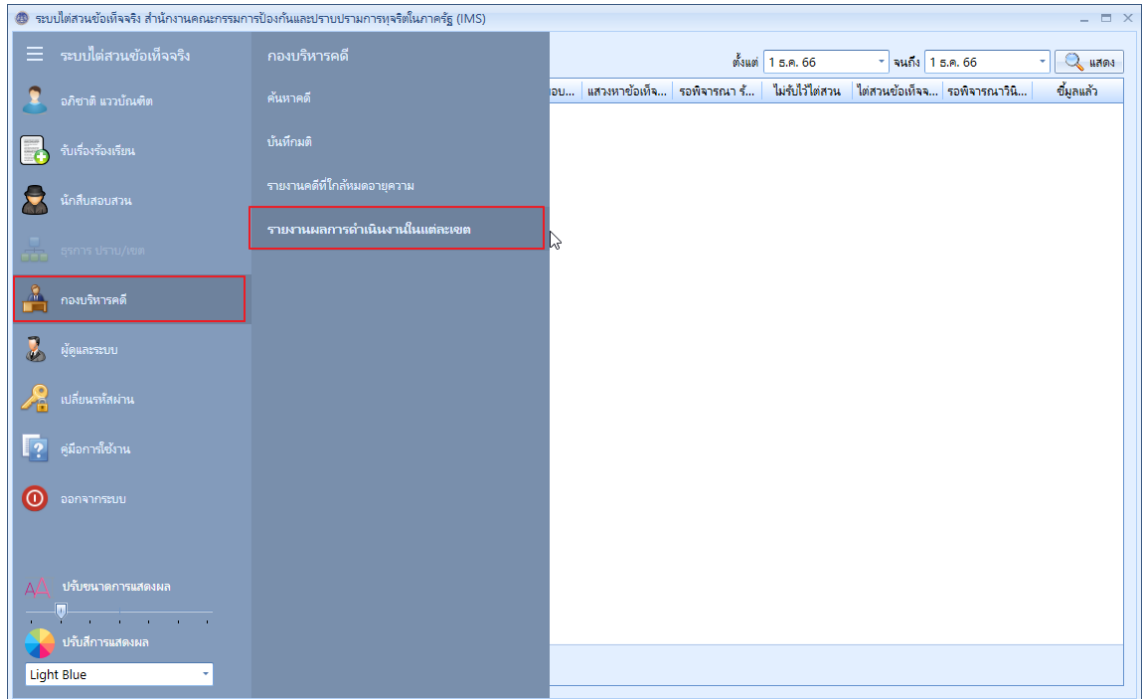 ระบบไต่สวนข้อเท็จจริง สำนักงานคณะกรรมการป้องกันและปราบปรามการทุจริตในภาครัฐ (IMS)
ระบบไต่สวนข้อเท็จจริง
กองบริหารคดี
ตั้งแต่ 1 ธ.ค. 66 จนถึง 1 ธ.ค. 66 แสดง
อภิชาติ แววบัณฑิต
ค้นหาคดี
อบ... แสวงหาข้อเท็จ... รอพิจารณา รั... ไม่รับไว้ไต่สวน ไต่สวนข้อเท็จจ... รอพิจารณาวินิ... ชี้มูลแล้ว
รับเรื่องร้องเรียน
บันทึกมติ
รายงานคดีที่ใกล้หมดอายุความ
นักสืบสอบสวน
รายงานผลการดำเนินงานในแต่ละเขต
ธุรการ ปราบ/เขต
กองบริหารคดี
ผู้ดูแลระบบ
เปลี่ยนรหัสผ่าน
คู่มือการใช้งาน
ออกจากระบบ
ปรับขนาดการแสดงผล
ปรับสีการแสดงผล
Light Blue